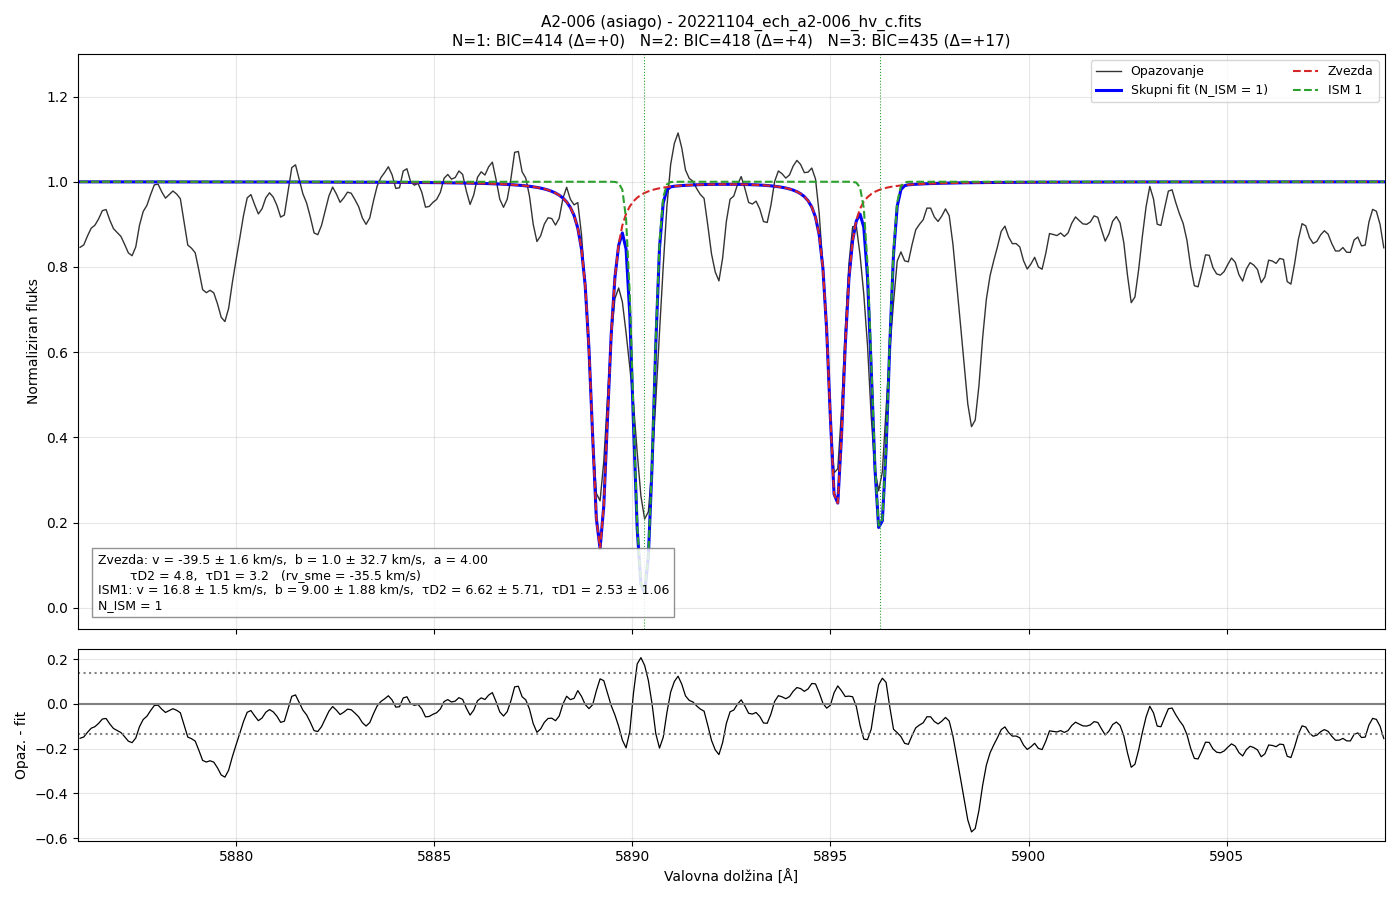 A2-006 (asiago) - 20221104_ech_a2-006_hv_c.fits
N=1: BIC=414 (Δ=+0)   N=2: BIC=418 (Δ=+4)   N=3: BIC=435 (Δ=+17)
Opazovanje
Skupni fit (N_ISM = 1)
Zvezda
ISM 1
Normaliziran fluks
1.2
1.0
0.8
0.6
0.4
0.2
0.0
Zvezda: v = -39.5 ± 1.6 km/s,  b = 1.0 ± 32.7 km/s,  a = 4.00
τD2 = 4.8,  τD1 = 3.2   (rv_sme = -35.5 km/s)
ISM1: v = 16.8 ± 1.5 km/s,  b = 9.00 ± 1.88 km/s,  τD2 = 6.62 ± 5.71,  τD1 = 2.53 ± 1.06
N_ISM = 1
Opaz. - fit
0.2
0.0
−0.2
−0.4
−0.6
5880
5885
5890
5895
5900
5905
Valovna dolžina [Å]